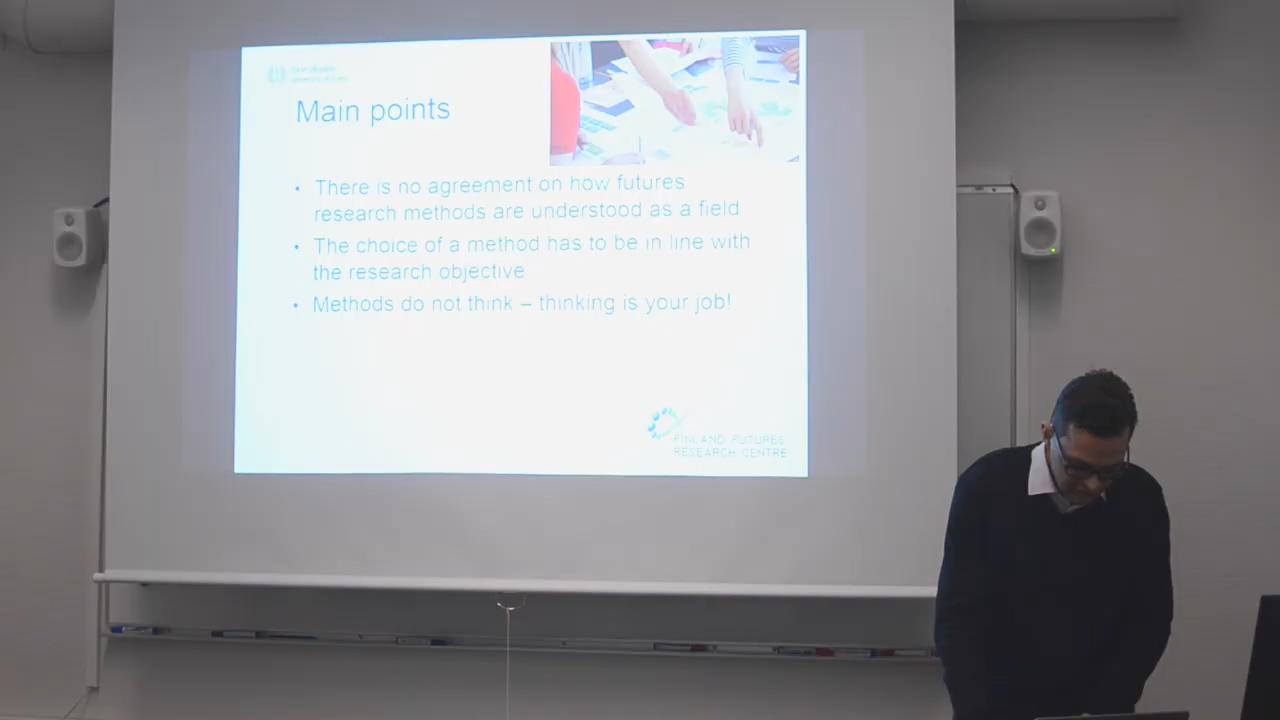 Main points
• There is no agreement on how futures
research methods are understood as a field
• The choice of a method has to be in line with
the research objective
• Methods do not think – thinking is your job!
FINLAND FUTURES
RESEARCH CENTRE